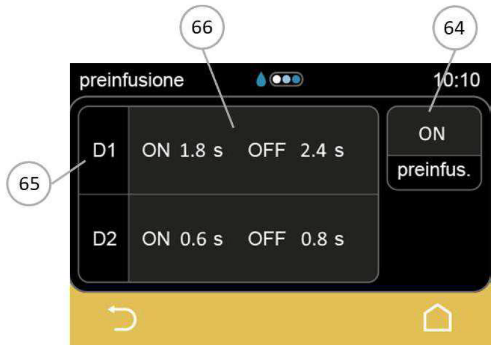 66
64
preinfusione
10:10
D1 ON 1.8 s OFF 2.4 s
ON
preinfus.
65
D2 ON 0.6 s OFF 0.8 s